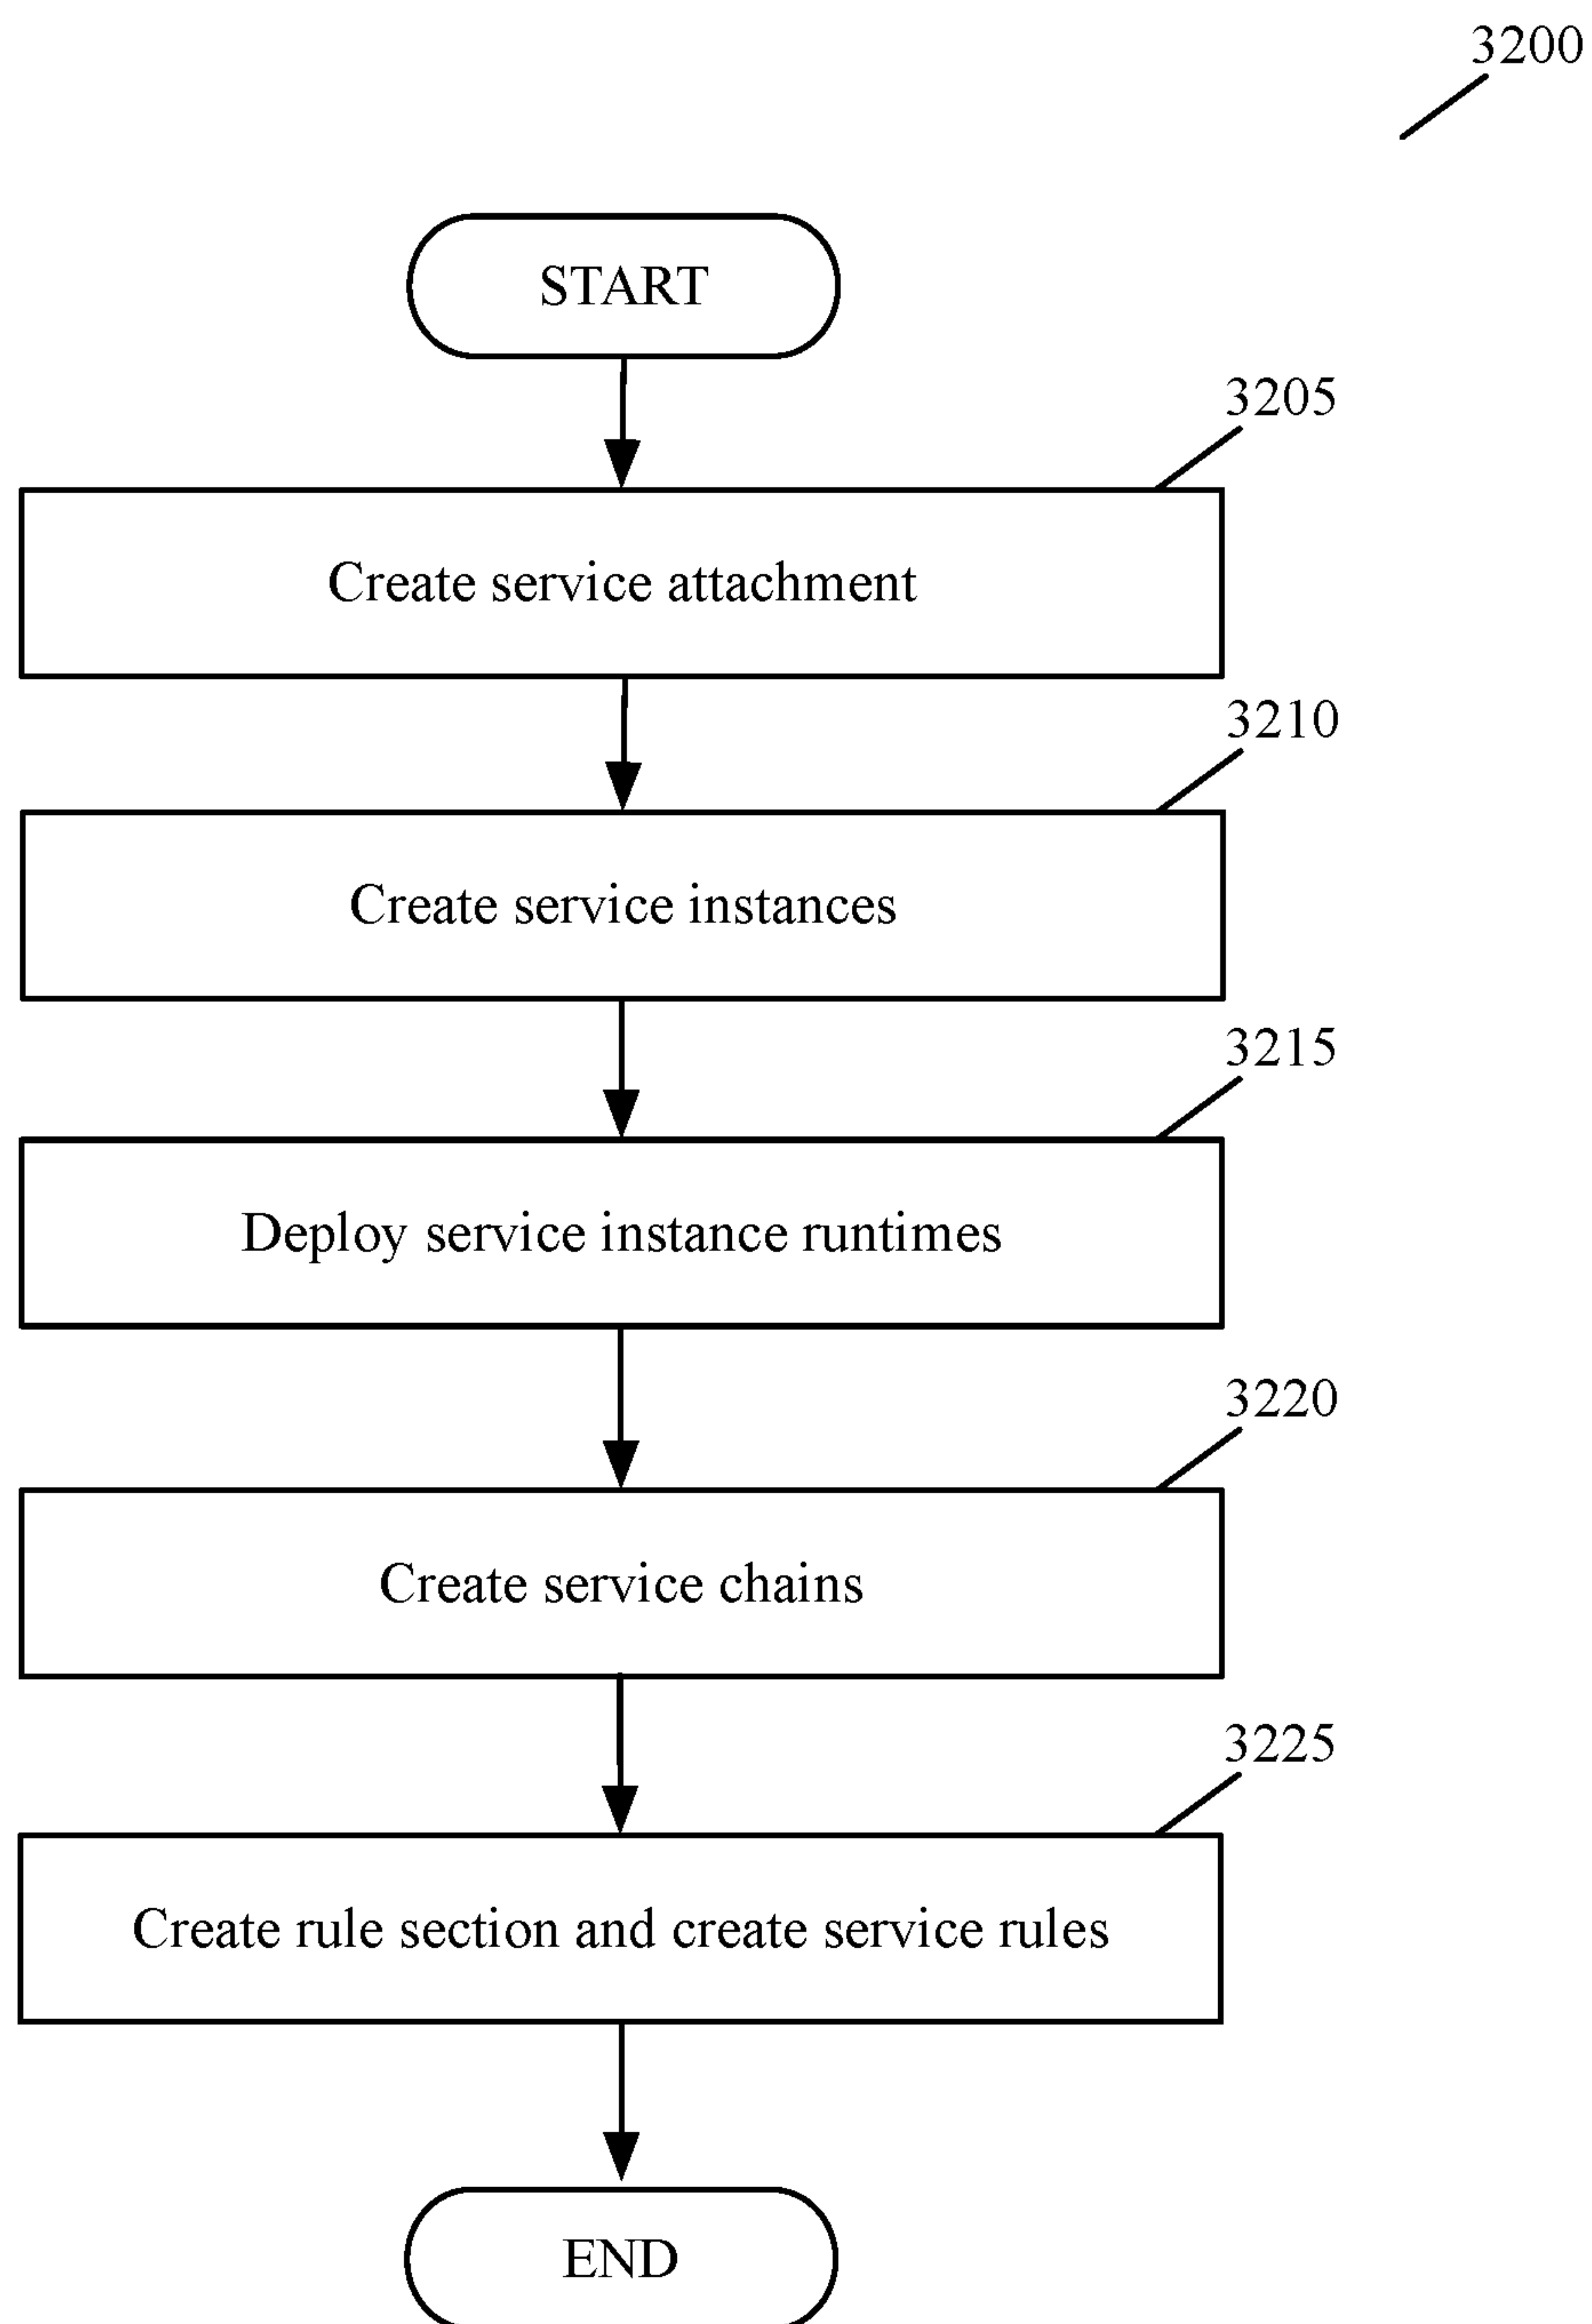 3200
START
3205
Create service attachment
3210
Create service instances
3215
Deploy service instance runtimes
3220
Create service chains
3225
Create rule section and create service rules
END